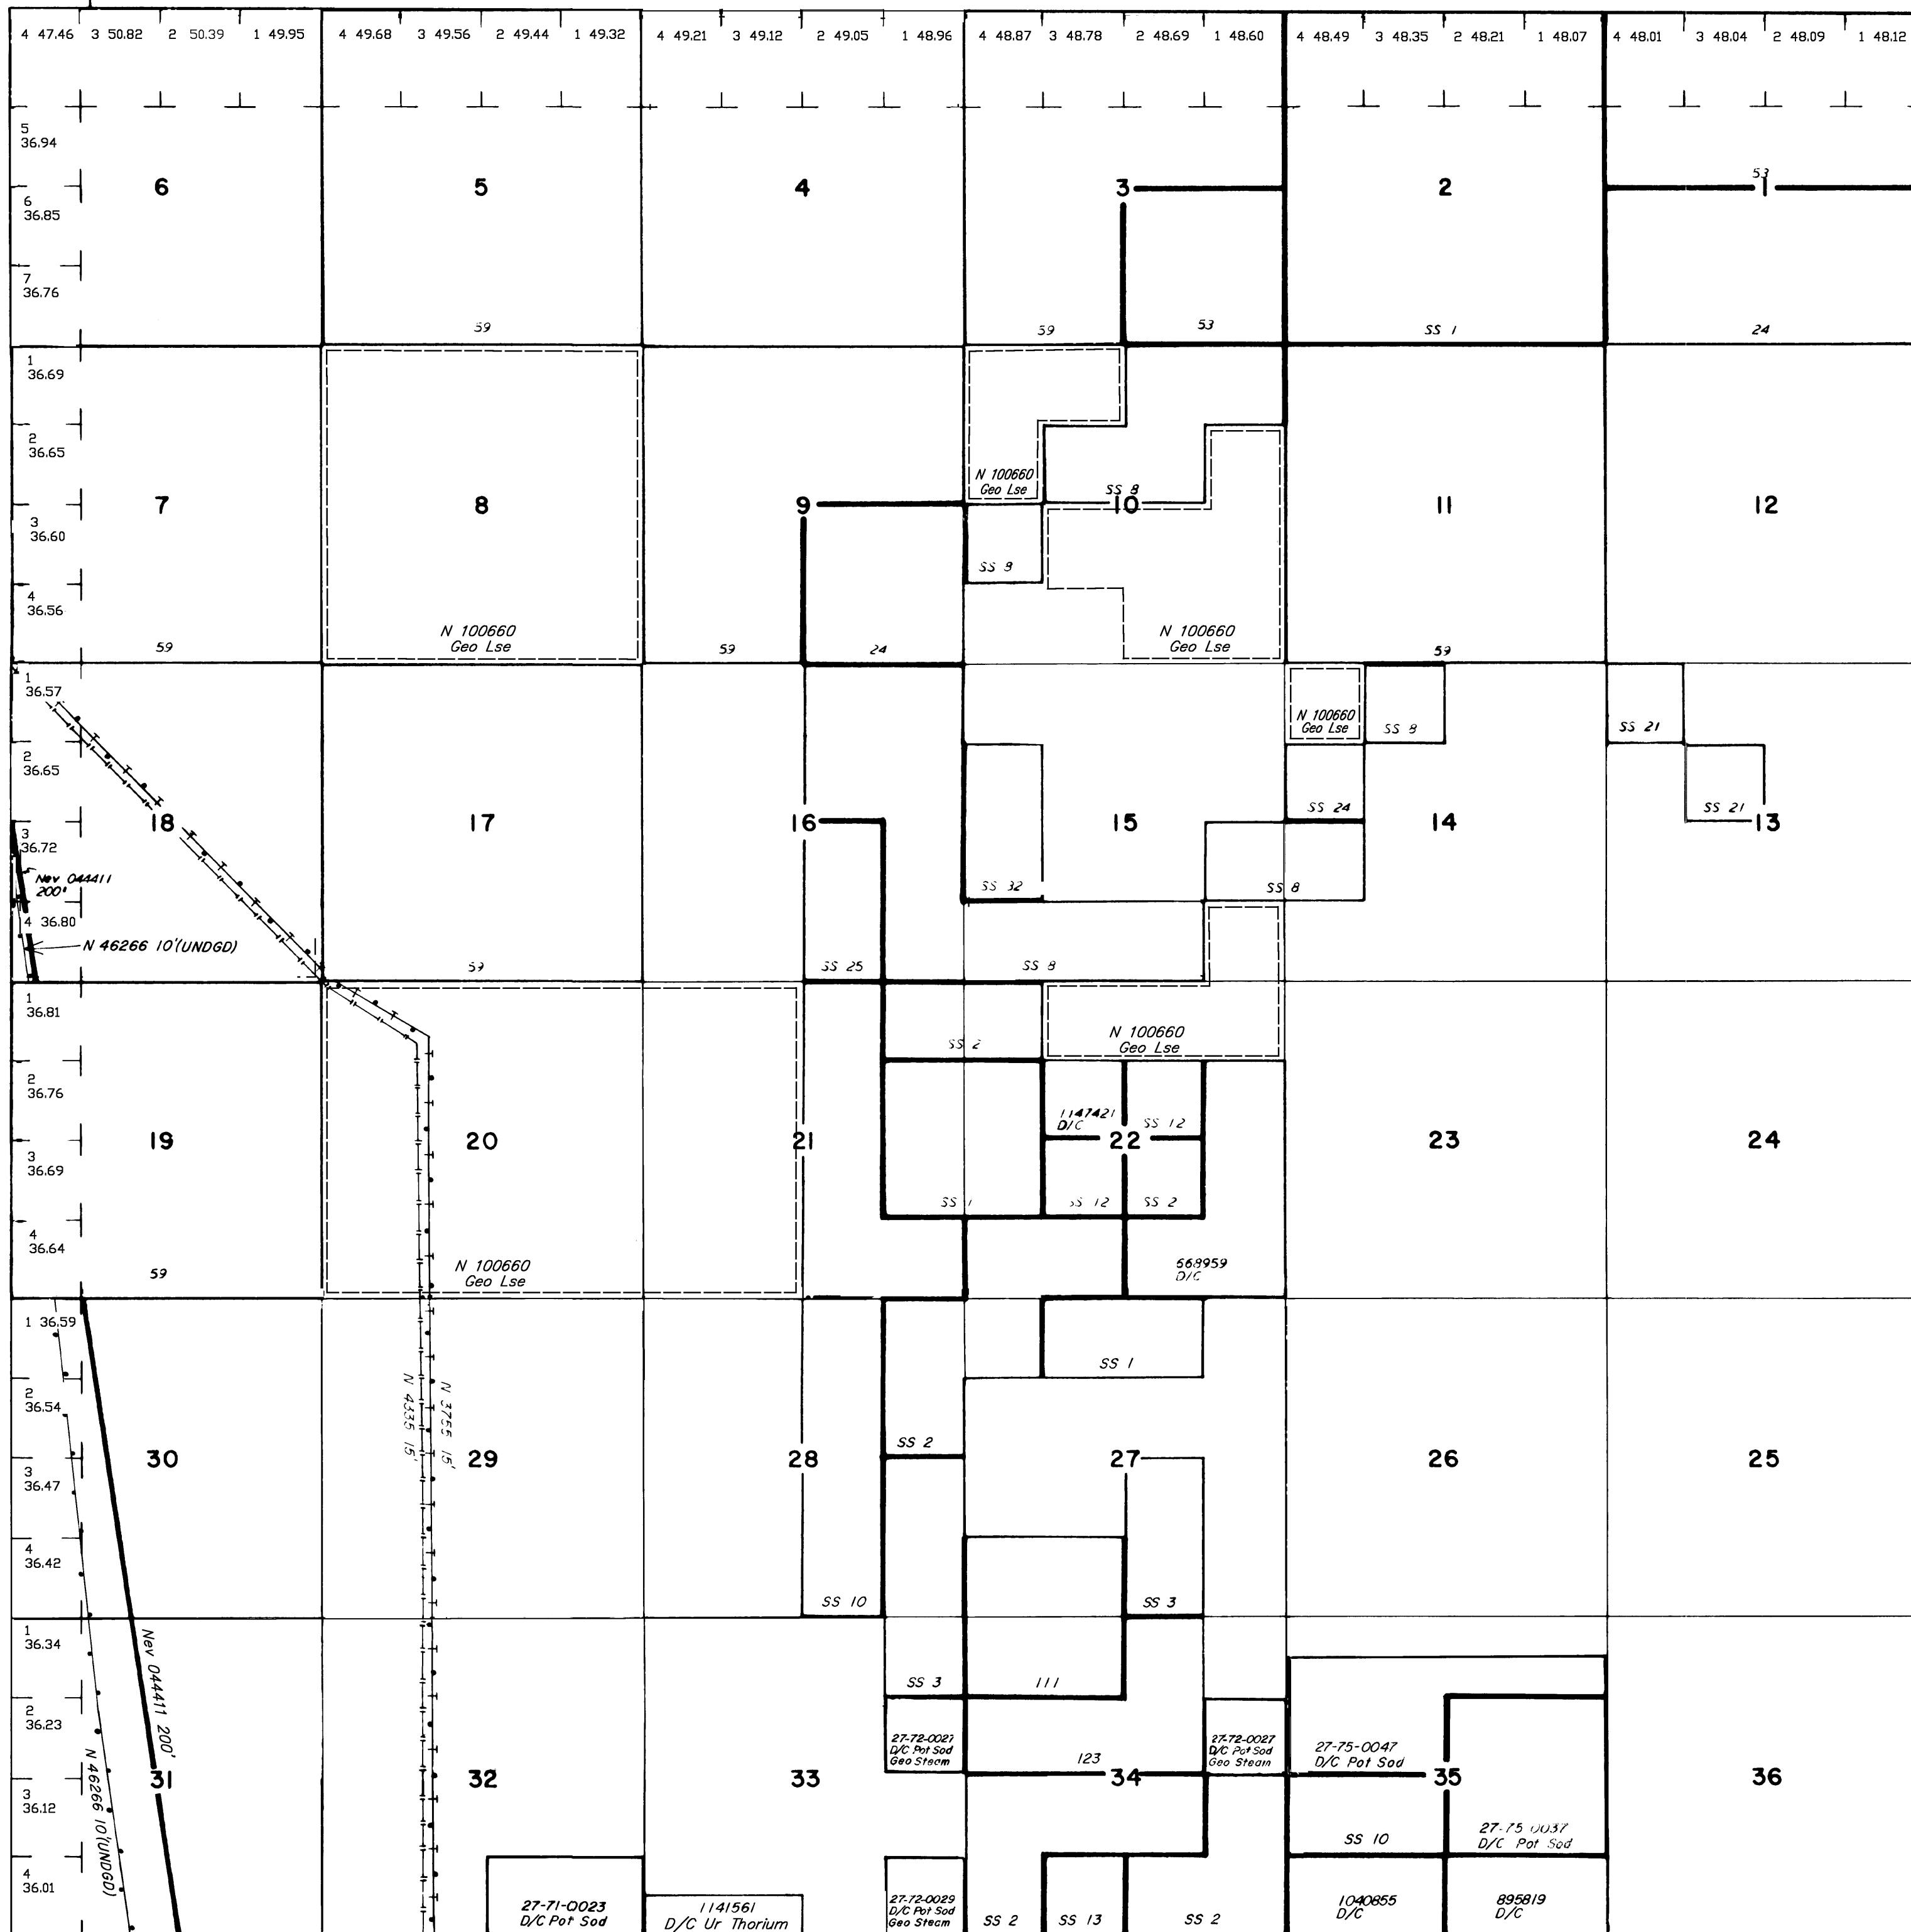 4 47.46 3 50.82 2 50.39 1 49.95 4 49.68 3 49.56 2 49.44 1 49.32 4 49.21 3 49.12 2 49.05 1 48.96 4 48.87 3 48.78 2 48.69 1 48.60 4 48.49 3 48.35 2 48.21 1 48.07 4 48.01 3 48.04 2 48.09 1 48.12
5
36.94
53
6 5 4 3 2 1
6
36.85
7
36.76
59 59 53 SS 1 24
1
36.69
2
36.65
N 100660
Geo Lse
SS 8
7 8 9 10 11 12
3
36.60
SS 8
4
36.56
N 100660
Geo Lse
N 100660
Geo Lse
59 59 24 59
1
36.57
N 100660
Geo Lse
SS 8
SS 21
2
36.65
SS 24
SS 21
18 17 16 15 14 13
3
36.72
Nev 044411
200'
SS 32
SS 8
4 36.80
N 46266 10'(UNDGD)
59 SS 25 SS 8
1
36.81
N 100660
Geo Lse
SS 2
2
36.76
1147421
D/C
SS 12
19 20 21 22 23 24
3
36.69
SS 1 SS 12 SS 2
4
36.64
N 100660
Geo Lse
668959
D/C
59
1 36.59
SS 1
2
36.54
N 4335 15'
N 3755 15'
SS 2
30 29 28 27 26 25
3
36.47
4
36.42
SS 10 SS 3
1
36.34
Nev 044411 200'
SS 3 111
2
36.23
27-72-0027
D/C Pot Sod
Geo Steam
123
27-72-0027
D/C Pot Sod
Geo Steam
27-75-0047
D/C Pot Sod
N 46266 10'(UNDGD)
31 32 33 34 35 36
3
36.12
SS 10
27-75-0037
D/C Pot Sod
4
36.01
27-71-0023
D/C Pot Sod
1141561
D/C Ur Thorium
27-72-0029
D/C Pot Sod
Geo Steam
SS 2 SS 13 SS 2
1040855
D/C
895819
D/C